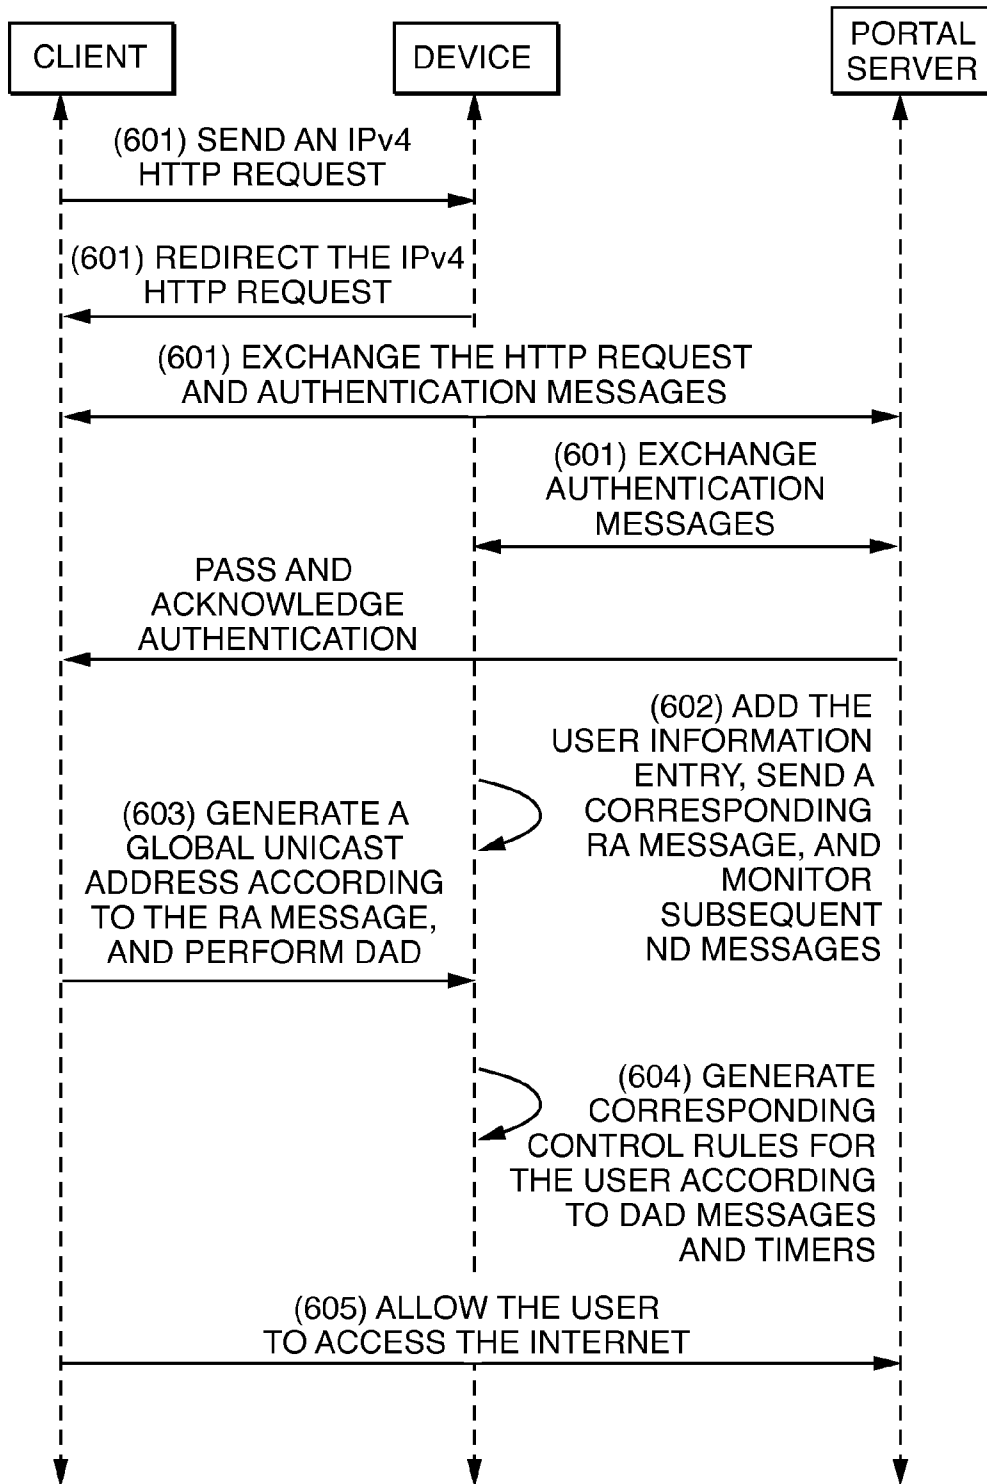 CLIENT
DEVICE
PORTAL
SERVER
(601) SEND AN IPv4
HTTP REQUEST
(601) REDIRECT THE IPv4
HTTP REQUEST
(601) EXCHANGE THE HTTP REQUEST
AND AUTHENTICATION MESSAGES
(601) EXCHANGE
AUTHENTICATION
MESSAGES
PASS AND
ACKNOWLEDGE
AUTHENTICATION
(602) ADD THE
USER INFORMATION
ENTRY, SEND A
CORRESPONDING
RA MESSAGE, AND
MONITOR
SUBSEQUENT
ND MESSAGES
(603) GENERATE A
GLOBAL UNICAST
ADDRESS ACCORDING
TO THE RA MESSAGE,
AND PERFORM DAD
(604) GENERATE
CORRESPONDING
CONTROL RULES FOR
THE USER ACCORDING
TO DAD MESSAGES
AND TIMERS
(605) ALLOW THE USER
TO ACCESS THE INTERNET